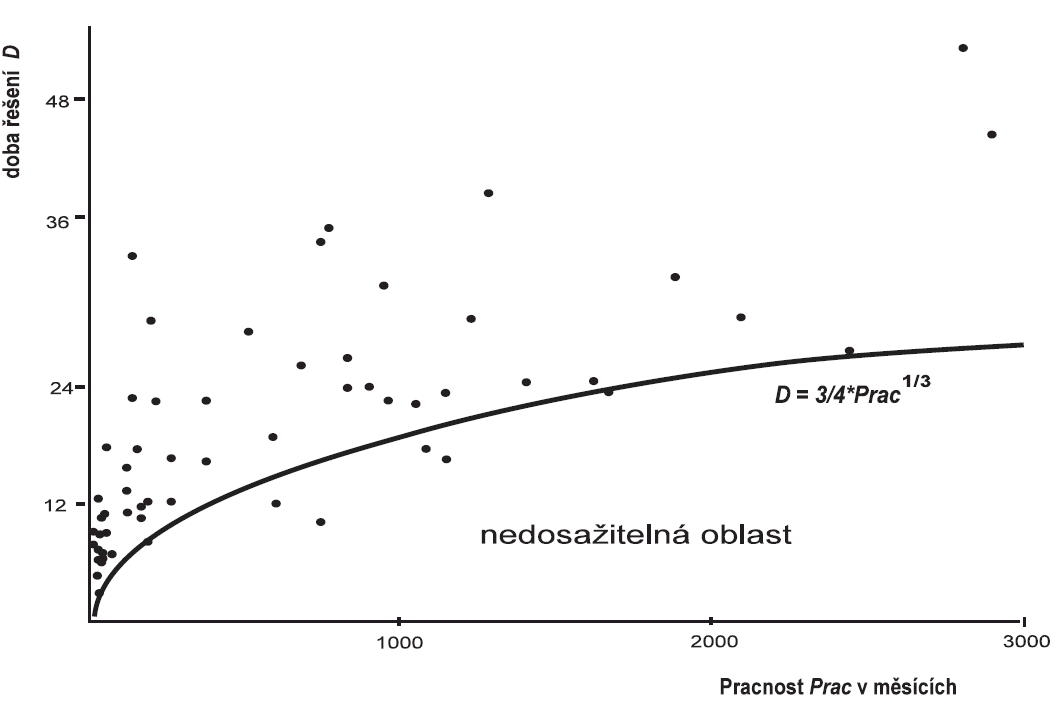 doba řešení D
48
36
24
12
D = 3/4*Prac1/3
nedosažitelná oblast
1000
2000
3000
Pracnost Prac v měsících